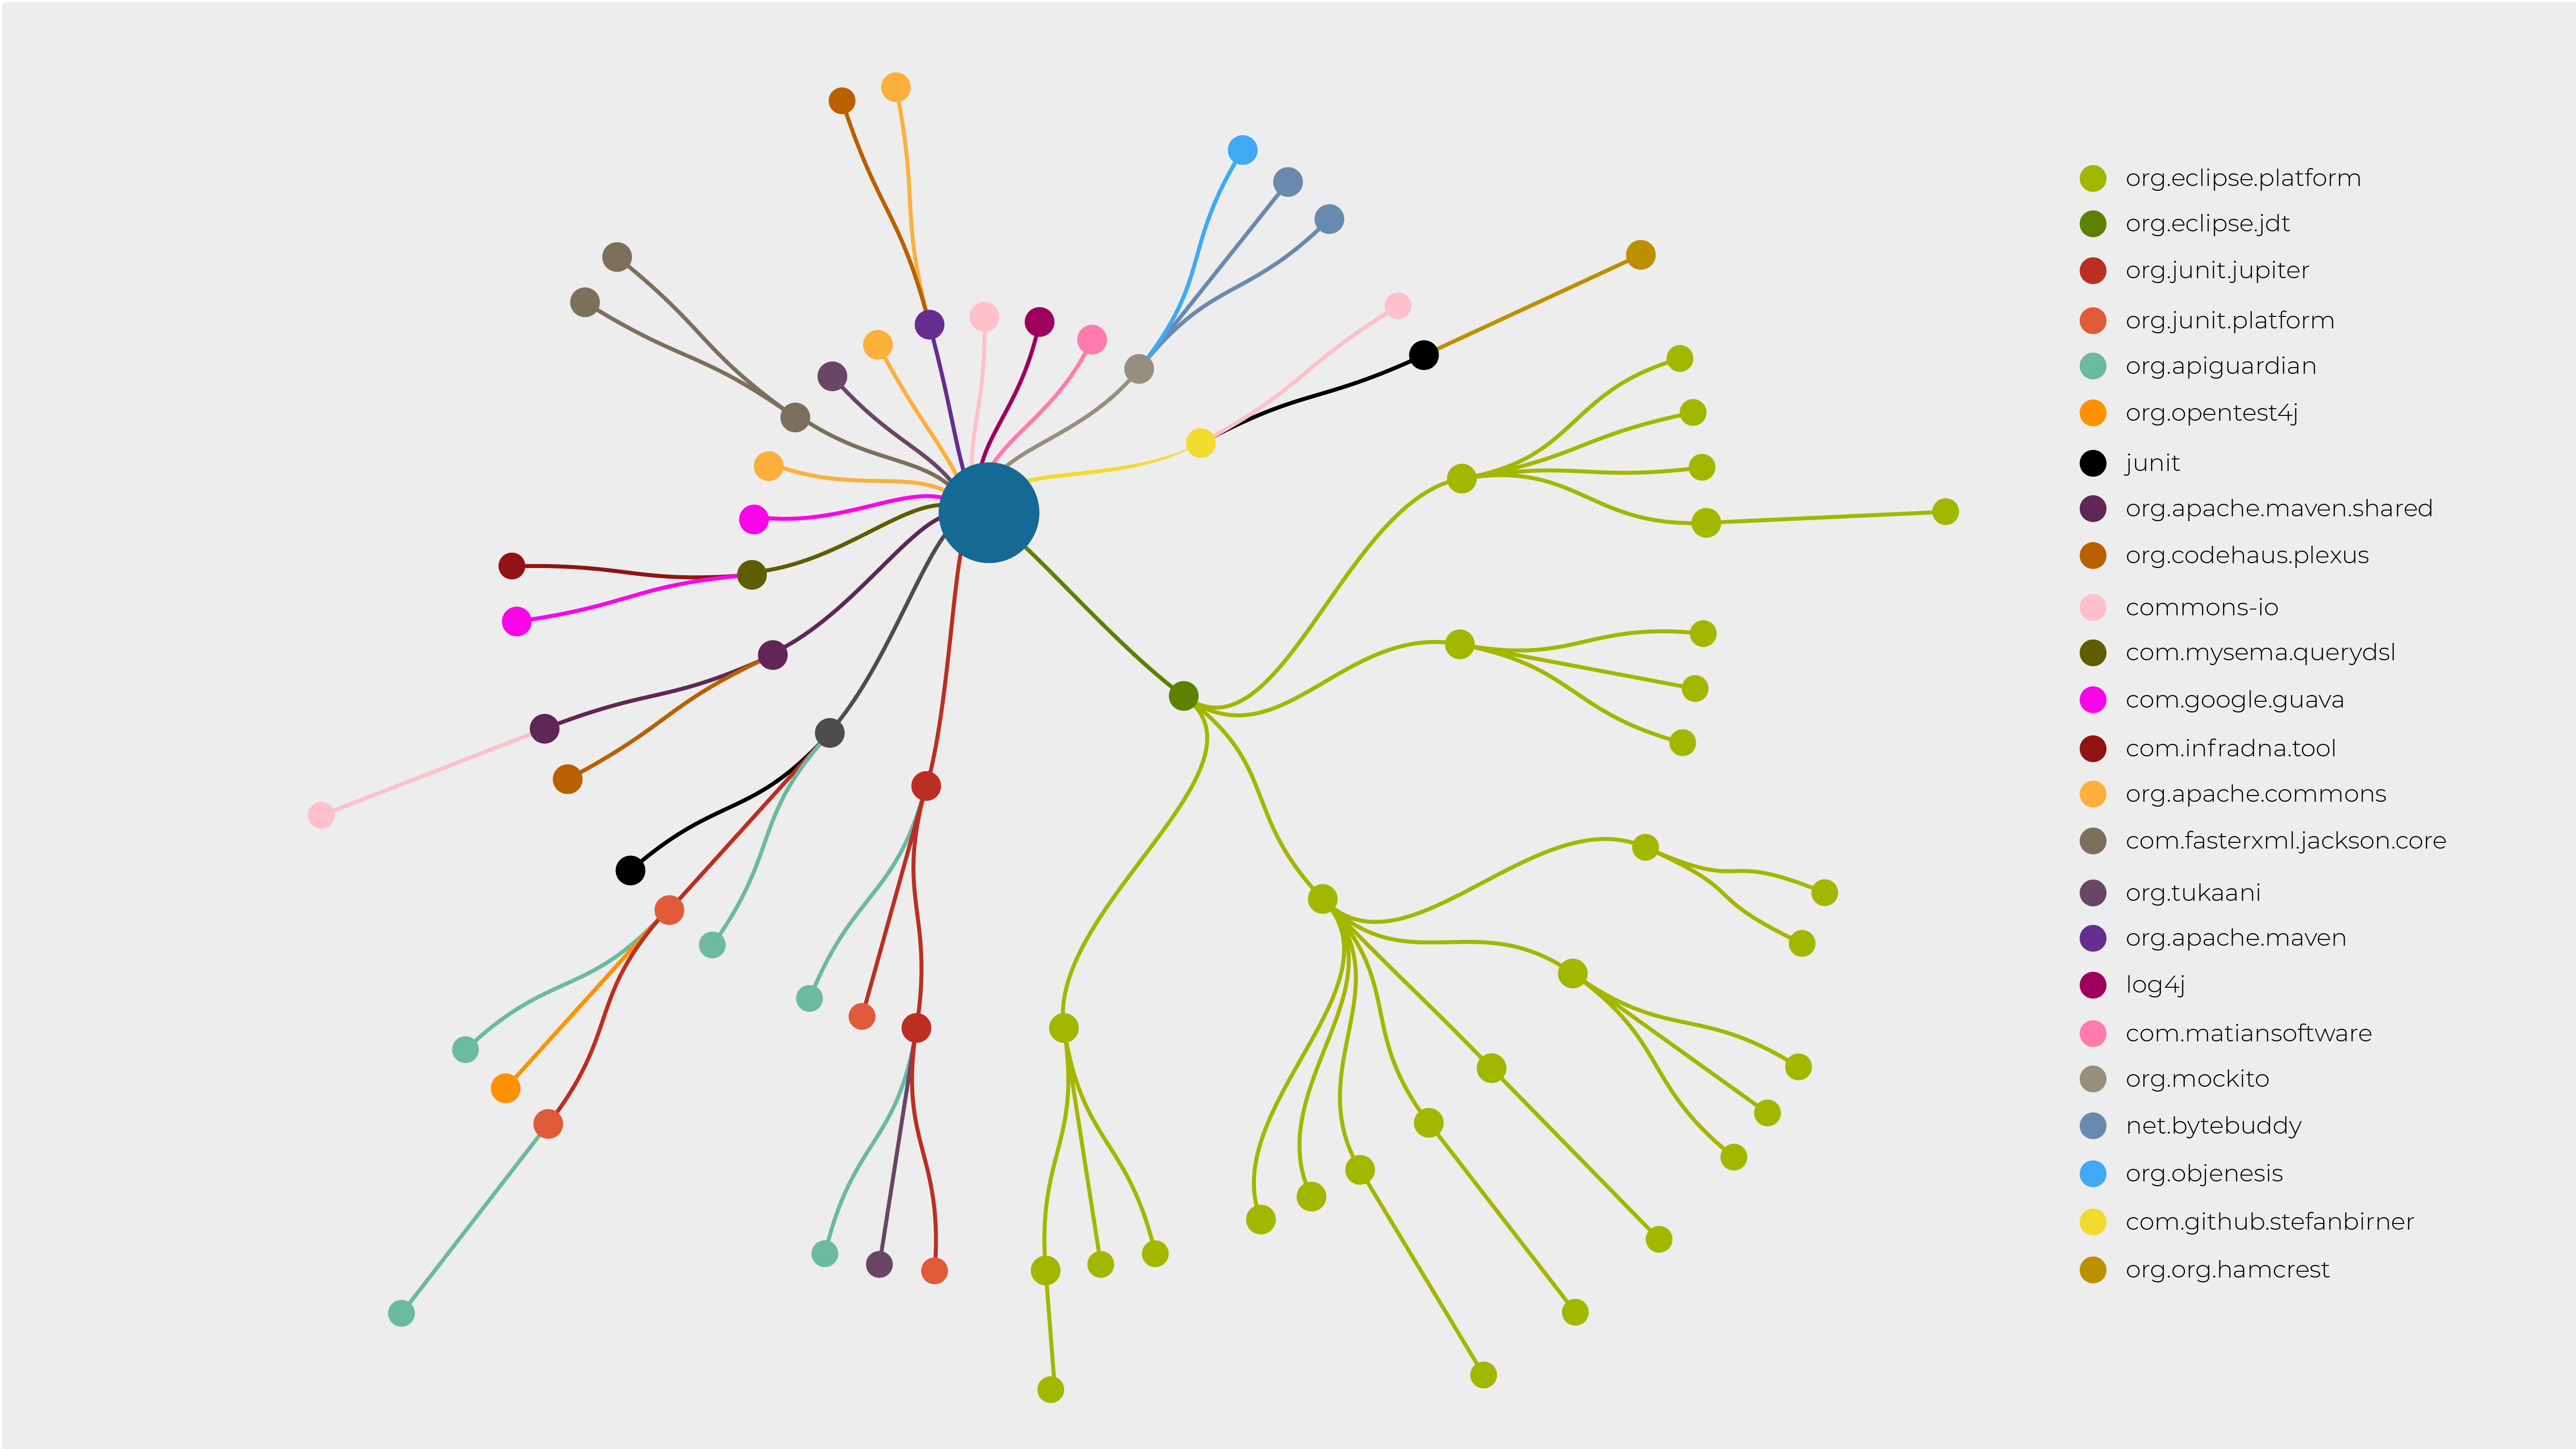 org.eclipse.platform
org.eclipse.jdt
org.junit.jupiter
org.junit.platform
org.apiguardian
org.opentest4j
junit
org.apache.maven.shared
org.codehaus.plexus
commons-io
com.mysema.querydsl
com.google.guava
com.infradna.tool
org.apache.commons
com.fasterxml.jackson.core
org.tukaani
org.apache.maven
log4j
com.matiansoftware
org.mockito
net.bytebuddy
org.objenesis
com.github.stefanbirner
org.org.hamcrest